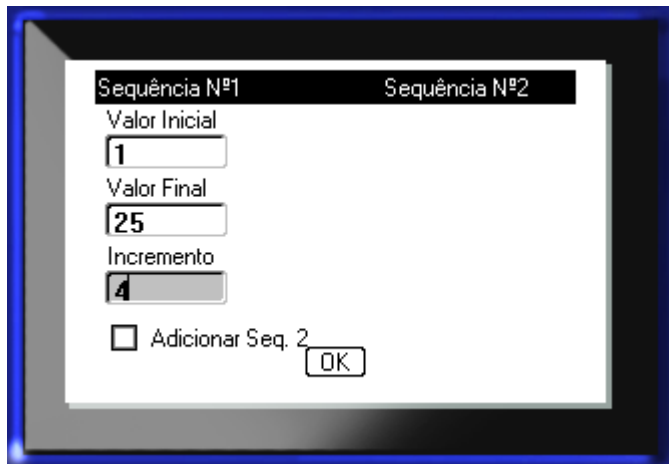 Sequência Nº1 Sequência Nº2
Valor Inicial
1
Valor Final
25
Incremento
4
Adicionar Seq. 2
OK